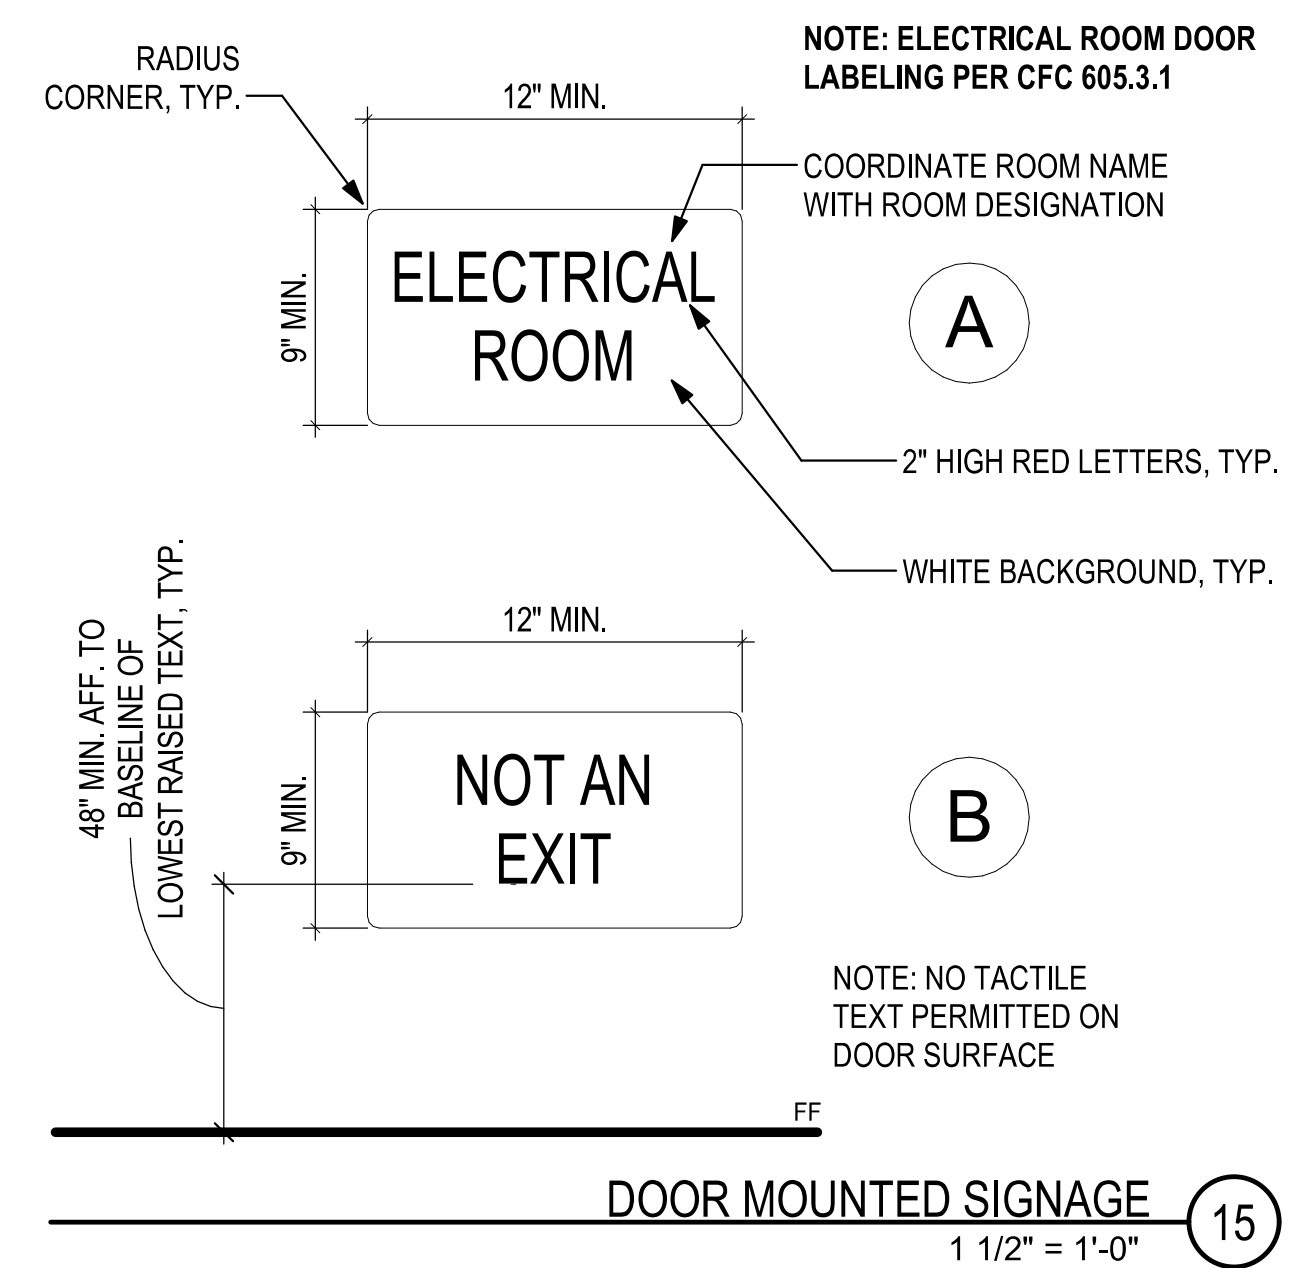 NOTE: ELECTRICAL ROOM DOOR
LABELING PER CFC 605.3.1
RADIUS
CORNER, TYP.
12" MIN.
COORDINATE ROOM NAME
WITH ROOM DESIGNATION
9" MIN.
ELECTRICAL
ROOM
A
2" HIGH RED LETTERS, TYP.
WHITE BACKGROUND, TYP.
48" MIN. AFF. TO
BASELINE OF
LOWEST RAISED TEXT, TYP.
12" MIN.
9" MIN.
NOT AN
EXIT
B
NOTE: NO TACTILE
TEXT PERMITTED ON
DOOR SURFACE
FF
DOOR MOUNTED SIGNAGE
15
1 1/2" = 1'-0"